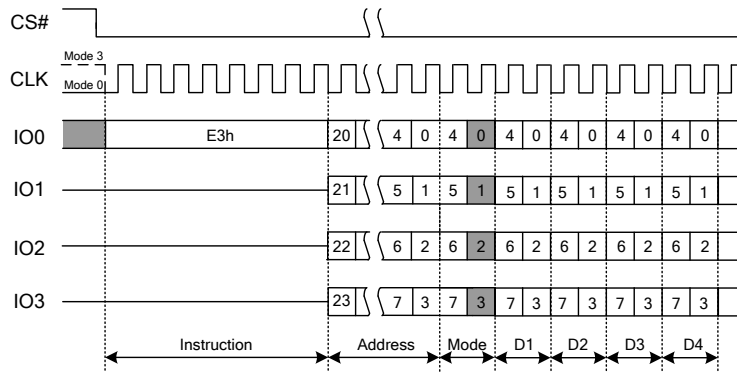 CS#
Mode 3
CLK
Mode 0
IO0 E3h 20 4 0 4 0 4 0 4 0 4 0 4 0
IO1 21 5 1 5 1 5 1 5 1 5 1 5 1
IO2 22 6 2 6 2 6 2 6 2 6 2 6 2
IO3 23 7 3 7 3 7 3 7 3 7 3 7 3
Instruction Address Mode D1 D2 D3 D4